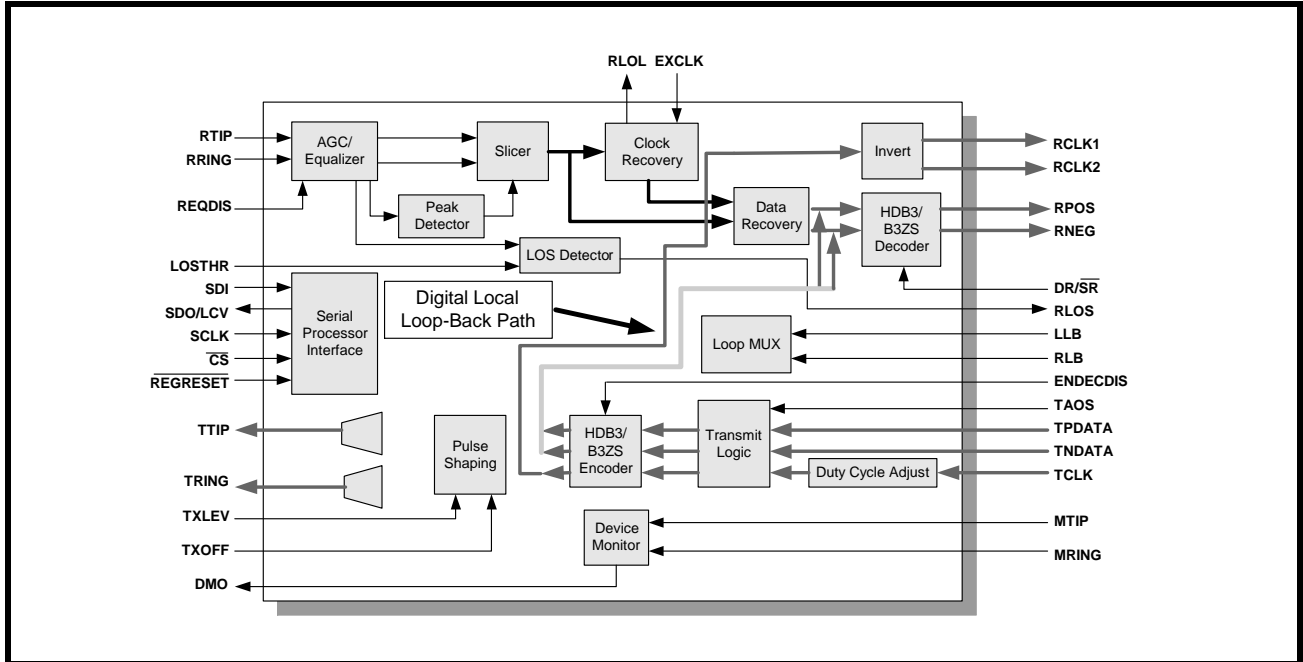 RLOL EXCLK
RTIP
RRING
REQDIS
LOSTHR
SDI
SDO/LCV
SCLK
CS
REGRESET
TTIP
TRING
TXLEV
TXOFF
DMO
AGC/
Equalizer
Peak
Detector
Slicer
Clock
Recovery
Data
Recovery
Invert
HDB3/
B3ZS
Decoder
LOS Detector
Serial
Processor
Interface
Digital Local
Loop-Back Path
Loop MUX
Pulse
Shaping
HDB3/
B3ZS
Encoder
Transmit
Logic
Duty Cycle Adjust
Device
Monitor
RCLK1
RCLK2
RPOS
RNEG
DR/SR
RLOS
LLB
RLB
ENDECDIS
TAOS
TPDATA
TNDATA
TCLK
MTIP
MRING